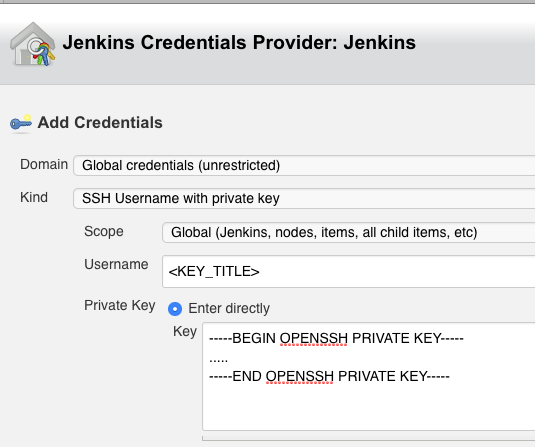 Jenkins Credentials Provider: Jenkins
Add Credentials
Domain Global credentials (unrestricted)
Kind SSH Username with private key
Scope Global (Jenkins, nodes, items, all child items, etc)
Username <KEY_TITLE>
Private Key Enter directly
Key -----BEGIN OPENSSH PRIVATE KEY-----
.....
-----END OPENSSH PRIVATE KEY-----